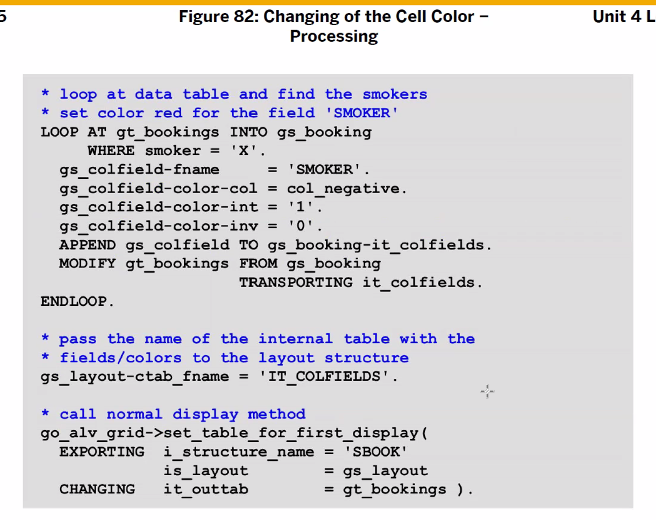 5
Figure 82: Changing of the Cell Color –
Processing
Unit 4 L
* loop at data table and find the smokers
* set color red for the field 'SMOKER'
LOOP AT gt_bookings INTO gs_booking
     WHERE smoker = 'X'.
  gs_colfield-fname     = 'SMOKER'.
  gs_colfield-color-col = col_negative.
  gs_colfield-color-int = '1'.
  gs_colfield-color-inv = '0'.
  APPEND gs_colfield TO gs_booking-it_colfields.
  MODIFY gt_bookings FROM gs_booking
                     TRANSPORTING it_colfields.
ENDLOOP.
* pass the name of the internal table with the
* fields/colors to the layout structure
gs_layout-ctab_fname = 'IT_COLFIELDS'.
* call normal display method
go_alv_grid->set_table_for_first_display(
  EXPORTING  i_structure_name = 'SBOOK'
             is_layout        = gs_layout
  CHANGING   it_outtab        = gt_bookings ).